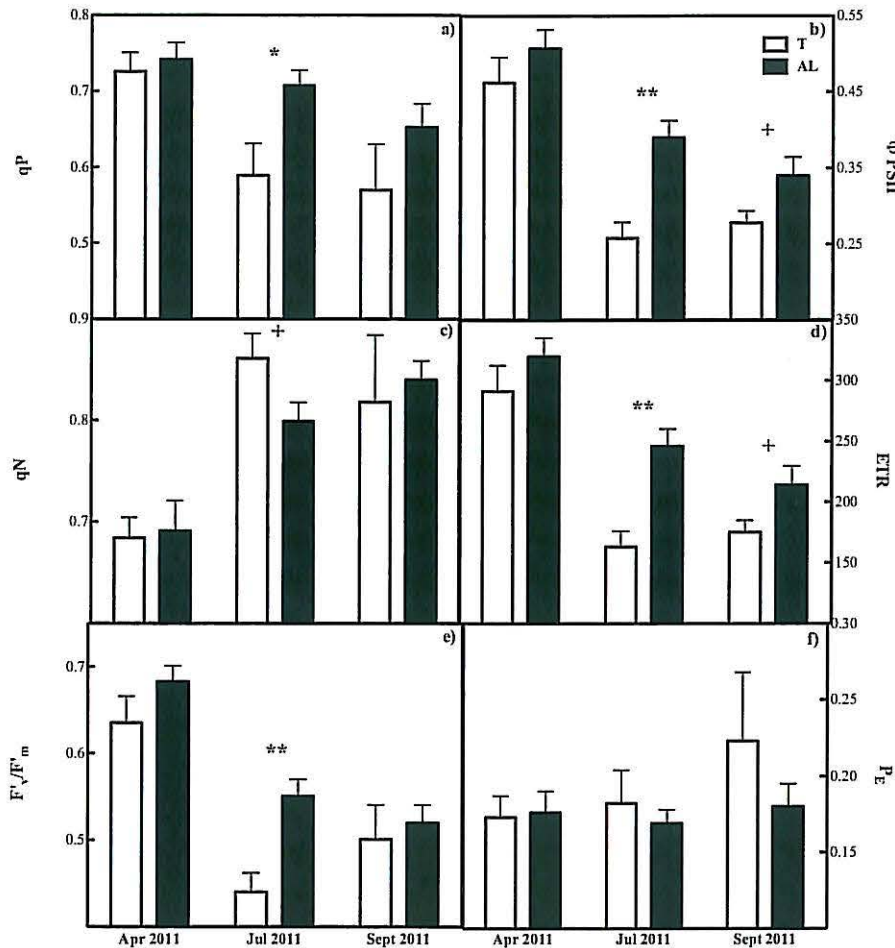 0.8
0.7
0.6
0.5
0.9
qP
a)
*
b)
T
AL
**
+
0.55
0.45
0.35
0.25
350
φ PSII
0.8
0.7
qN
c)
+
d)
**
+
300
250
200
150
0.30
ETR
0.7
0.6
0.5
F'v/F'm
e)
**
f)
0.25
0.20
0.15
PE
Apr 2011 Jul 2011 Sept 2011 Apr 2011 Jul 2011 Sept 2011